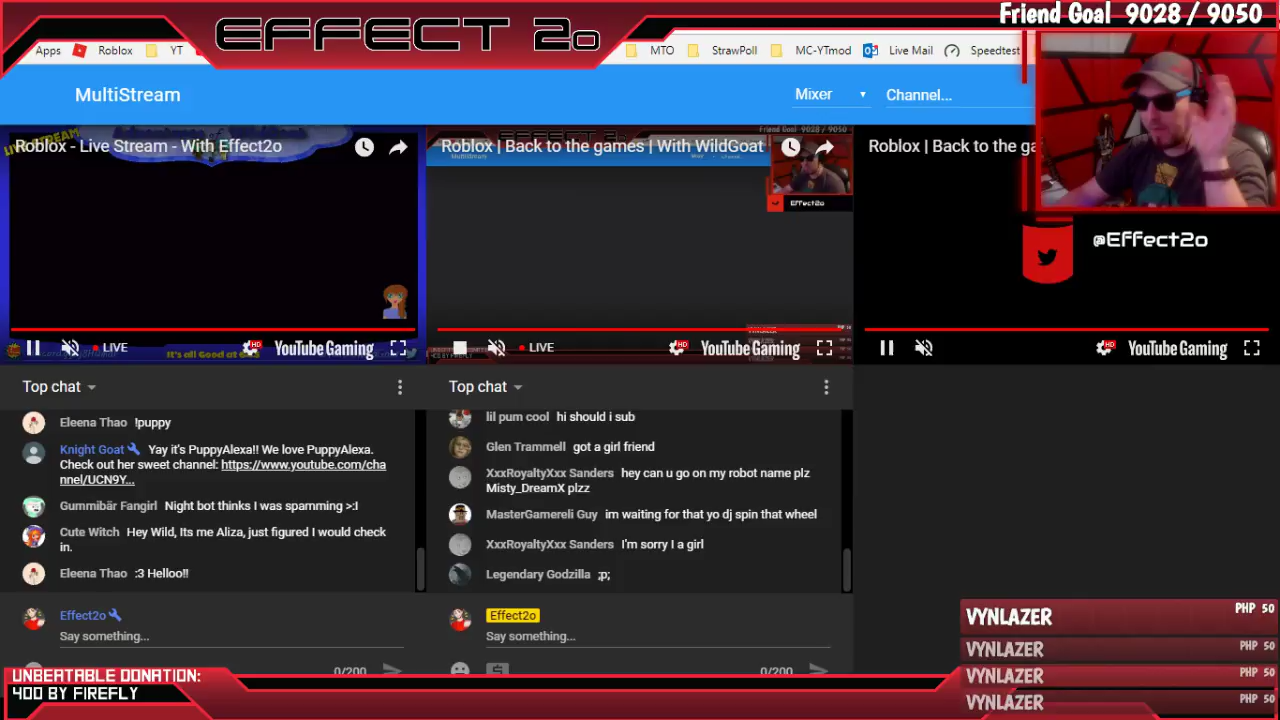 EFFECT 2o
Friend Goal 9028 / 9050
Apps Roblox YT MTO StrawPoll MC-YTmod Live Mail Speedtest
MultiStream Mixer Channel...
Roblox - Live Stream - With Effect2o
Roblox | Back to the games | With WildGoat
Roblox | Back to the ga
Effect2o
@Effect2o
LIVE YouTube Gaming
LIVE YouTube Gaming
YouTube Gaming
Top chat
Eleena Thao !puppy
Knight Goat Yay it's PuppyAlexa!! We love PuppyAlexa.
Check out her sweet channel: https://www.youtube.com/cha
nnel/UCN9Y...
Gummibär Fangirl Night bot thinks I was spamming >:I
Cute Witch Hey Wild, Its me Aliza, just figured I would check
in.
Eleena Thao :3 Helloo!!
Effect2o
Say something...
0/200
Top chat
lil pum cool hi should i sub
Glen Trammell got a girl friend
XxxRoyaltyXxx Sanders hey can u go on my robot name plz
Misty_DreamX plzz
MasterGamereli Guy im waiting for that yo dj spin that wheel
XxxRoyaltyXxx Sanders I'm sorry I a girl
Legendary Godzilla ;p;
Effect2o
Say something...
0/200
VYNLAZER PHP 50
VYNLAZER PHP 50
VYNLAZER PHP 50
VYNLAZER PHP 50
UNBERTABLE DONATION:
400 BY FIREFLY